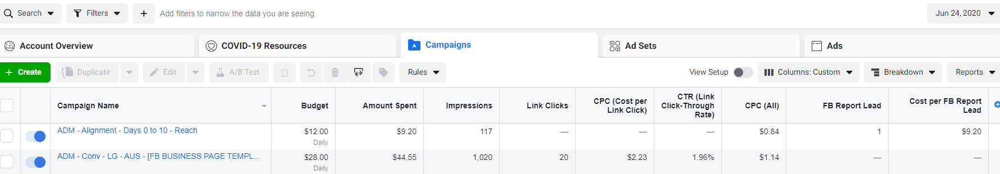 Search Filters + Add filters to narrow the data you are seeing. Jun 24, 2020
Account Overview COVID-19 Resources Campaigns Ad Sets Ads
+ Create Duplicate Edit A/B Test Rules View Setup Columns: Custom Breakdown Reports
Campaign Name Budget Amount Spent Impressions Link Clicks CPC (Cost per Link Click) CTR (Link Click-Through Rate) CPC (All) FB Report Lead Cost per FB Report Lead
ADM - Alignment - Days 0 to 10 - Reach $12.00 $9.20 117 — — — $0.84 1 $9.20
Daily
ADM - Conv - LG - AUS - [FB BUSINESS PAGE TEMPL... $28.00 $44.55 1,020 20 $2.23 1.96% $1.14 — —
Daily